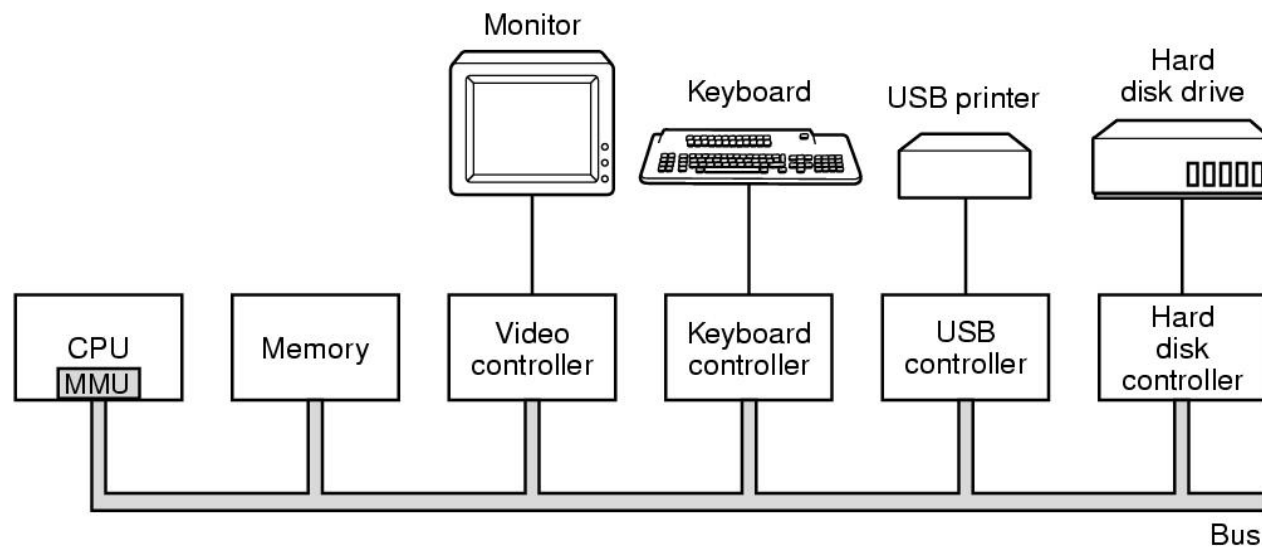 Monitor
Keyboard
USB printer
Hard
disk drive
CPU
MMU
Memory
Video
controller
Keyboard
controller
USB
controller
Hard
disk
controller
Bus